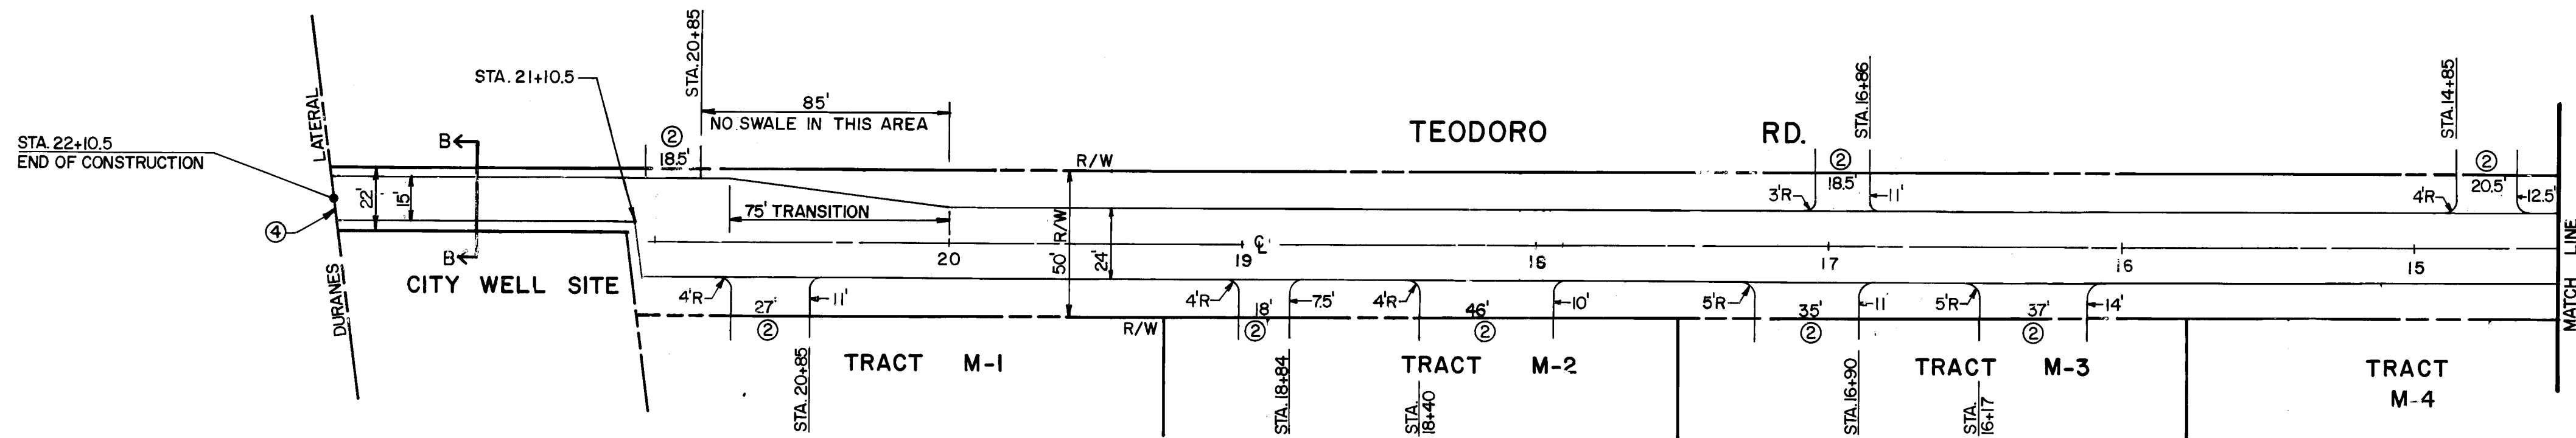 STA. 22+10.5
END OF CONSTRUCTION
LATERAL
DURANES
④
22'
15'
B
B
CITY WELL SITE
STA. 21+10.5
②
18.5'
STA. 20+85
85'
NO SWALE IN THIS AREA
75' TRANSITION
R/W
50' R/W
R/W
24'
TEODORO RD.
20
19
℄
18
17
16
15
3'R
②
18.5'
STA. 16+86
11'
4'R
STA. 14+85
②
20.5'
12.5'
MATCH LINE
4'R
27'
②
11'
STA. 20+85
TRACT M-1
4'R
18'
②
7.5'
STA. 18+84
4'R
STA.
18+40
46'
②
10'
TRACT M-2
5'R
35'
②
11'
STA. 16+90
5'R
STA.
16+17
37'
②
14'
TRACT M-3
TRACT
M-4